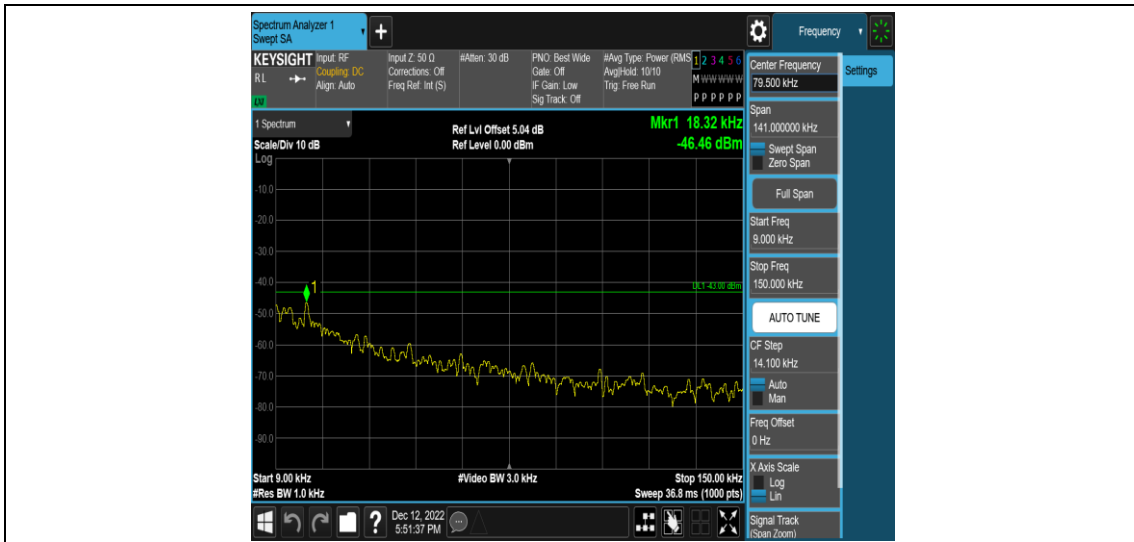 Spectrum Analyzer 1
Swept SA
+
Frequency
KEYSIGHT
Input: RF
Input Z: 50 Ω
#Atten: 30 dB
PNO: Best Wide
#Avg Type: Power (RMS
1 2 3 4 5 6
RL
Coupling: DC
Corrections: Off
Gate: Off
Avg|Hold: 10/10
M W W W W W
Align: Auto
Freq Ref: Int (S)
IF Gain: Low
Trig: Free Run
Sig Track: Off
P P P P P P
LXI
1 Spectrum
Ref Lvl Offset 5.04 dB
Mkr1 18.32 kHz
Scale/Div 10 dB
Ref Level 0.00 dBm
-46.46 dBm
Log
-10.0
-20.0
-30.0
-40.0
DL1 -43.00 dBm
1
-50.0
-60.0
-70.0
-80.0
-90.0
Start 9.00 kHz
#Video BW 3.0 kHz
Stop 150.00 kHz
#Res BW 1.0 kHz
Sweep 36.8 ms (1000 pts)
Center Frequency
79.500 kHz
Settings
Span
141.000000 kHz
Swept Span
Zero Span
Full Span
Start Freq
9.000 kHz
Stop Freq
150.000 kHz
AUTO TUNE
CF Step
14.100 kHz
Auto
Man
Freq Offset
0 Hz
X Axis Scale
Log
Lin
Signal Track
(Span Zoom)
?
Dec 12, 2022
5:51:37 PM